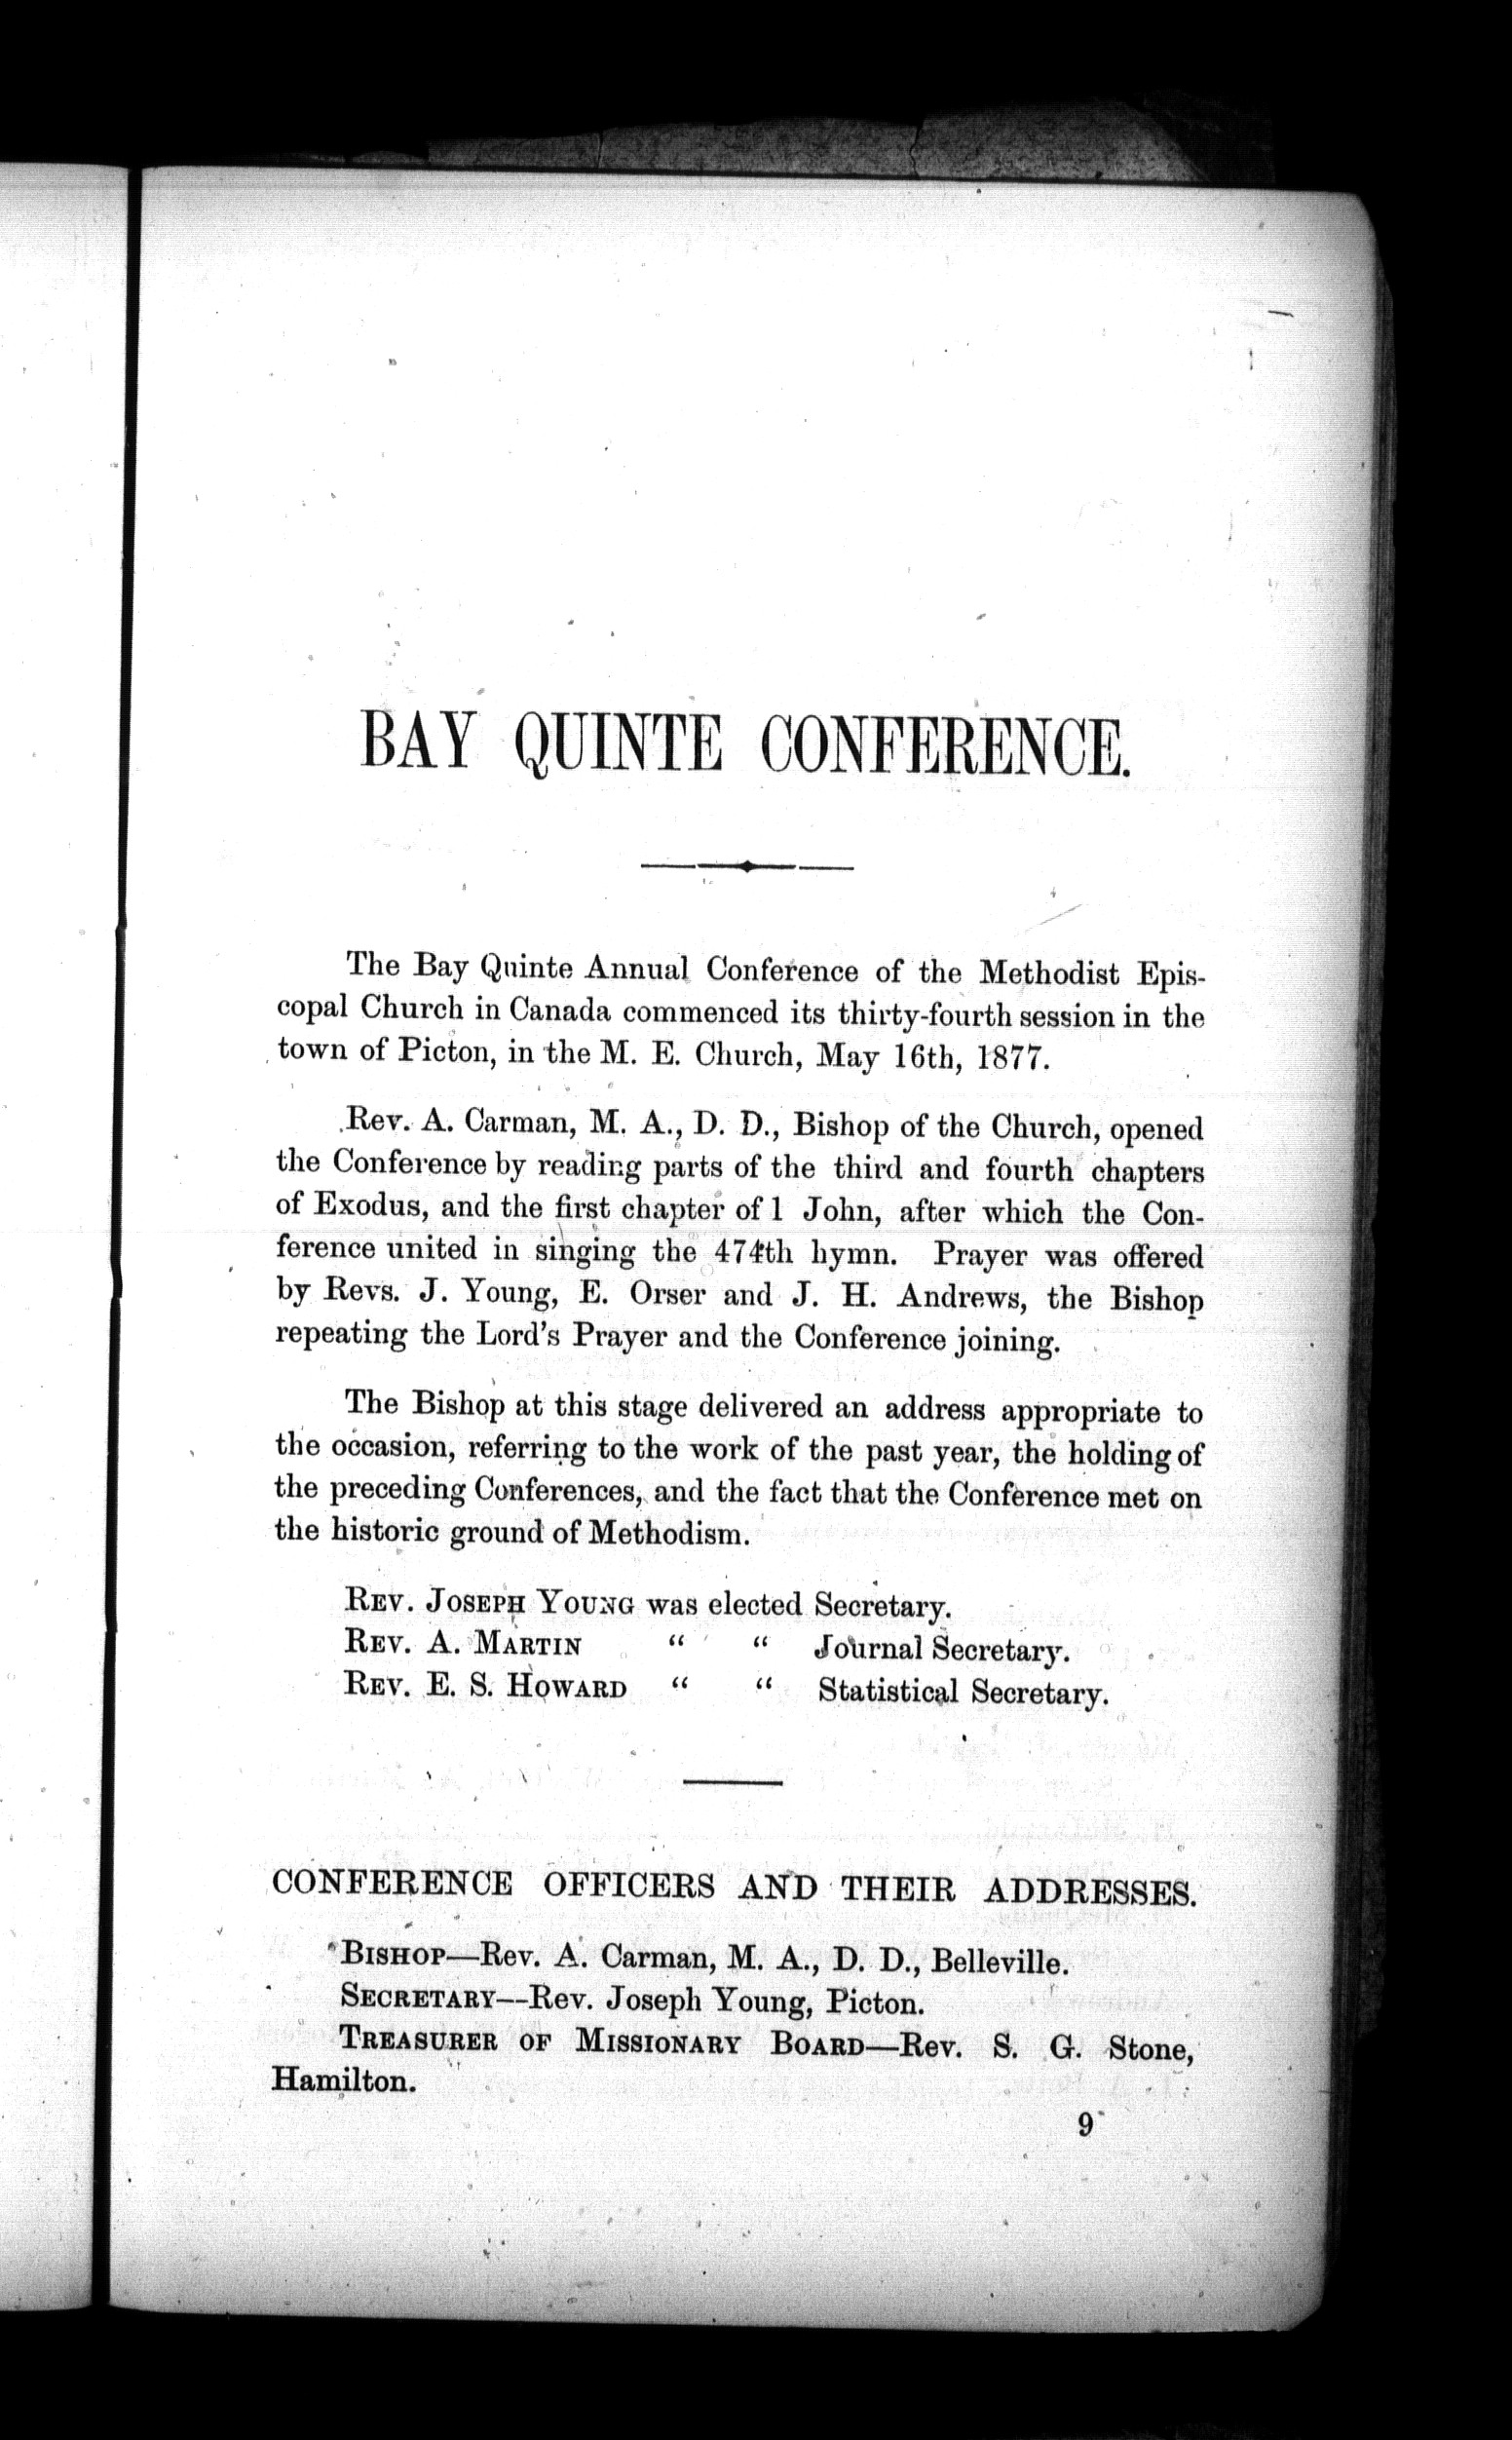 BAY QUINTE CONFERENCE.
The Bay Quinte Annual Conference of the Methodist Epis-
copal Church in Canada commenced its thirty-fourth session in the
town of Picton, in the M. E. Church, May 16th, 1877.
Rev. A. Carman, M. A., D. D., Bishop of the Church, opened
the Conference by reading parts of the third and fourth chapters
of Exodus, and the first chapter of 1 John, after which the Con-
ference united in singing the 474th hymn. Prayer was offered
by Revs. J. Young, E. Orser and J. H. Andrews, the Bishop
repeating the Lord's Prayer and the Conference joining.
The Bishop at this stage delivered an address appropriate to
the occasion, referring to the work of the past year, the holding of
the preceding Conferences, and the fact that the Conference met on
the historic ground of Methodism.
REV. JOSEPH YOUNG was elected Secretary.
REV. A. MARTIN “ “ Journal Secretary.
REV. E. S. HOWARD “ “ Statistical Secretary.
CONFERENCE OFFICERS AND THEIR ADDRESSES.
BISHOP—Rev. A. Carman, M. A., D. D., Belleville.
SECRETARY—Rev. Joseph Young, Picton.
TREASURER OF MISSIONARY BOARD—Rev. S. G. Stone,
Hamilton.
9